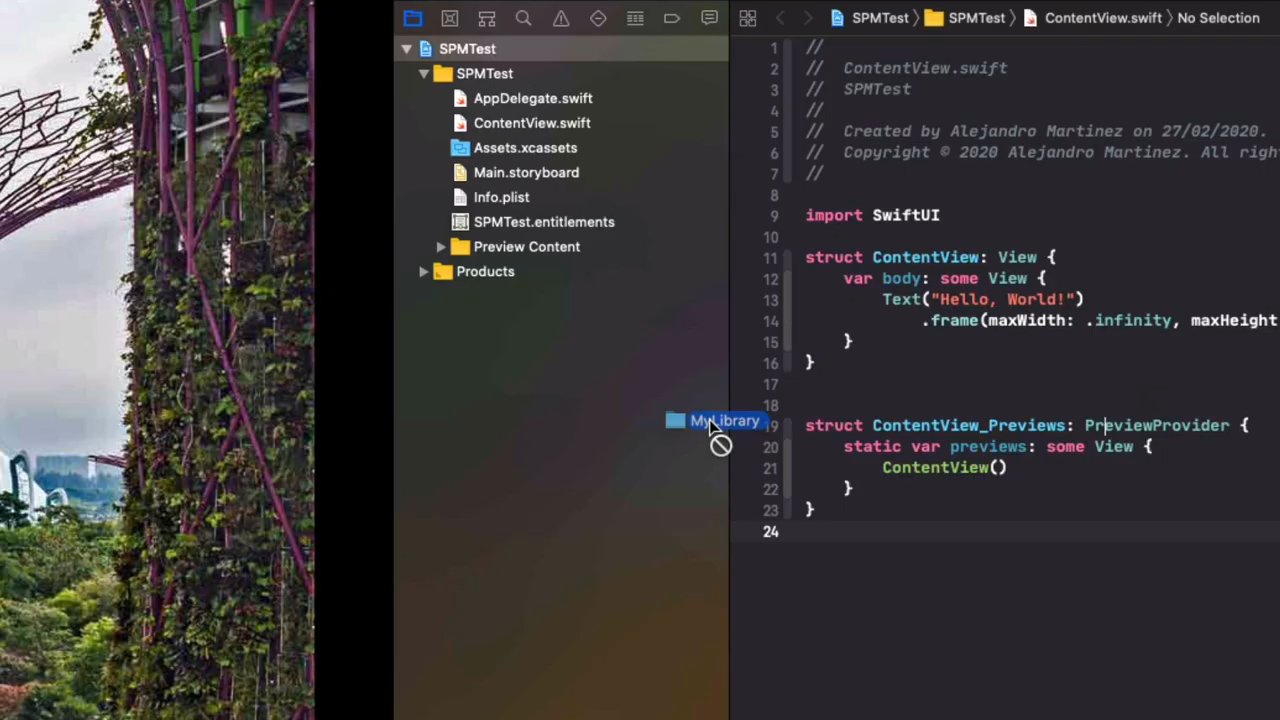 SPMTest
SPMTest
AppDelegate.swift
ContentView.swift
Assets.xcassets
Main.storyboard
Info.plist
SPMTest.entitlements
Preview Content
Products
MyLibrary
SPMTest 〉 SPMTest 〉 ContentView.swift 〉 No Selection
1 //
2 //  ContentView.swift
3 //  SPMTest
4 //
5 //  Created by Alejandro Martinez on 27/02/2020.
6 //  Copyright © 2020 Alejandro Martinez. All righ
7 //
8
9 import SwiftUI
10
11 struct ContentView: View {
12     var body: some View {
13         Text("Hello, World!")
14             .frame(maxWidth: .infinity, maxHeight
15     }
16 }
17
18
19 struct ContentView_Previews: PreviewProvider {
20     static var previews: some View {
21         ContentView()
22     }
23 }
24